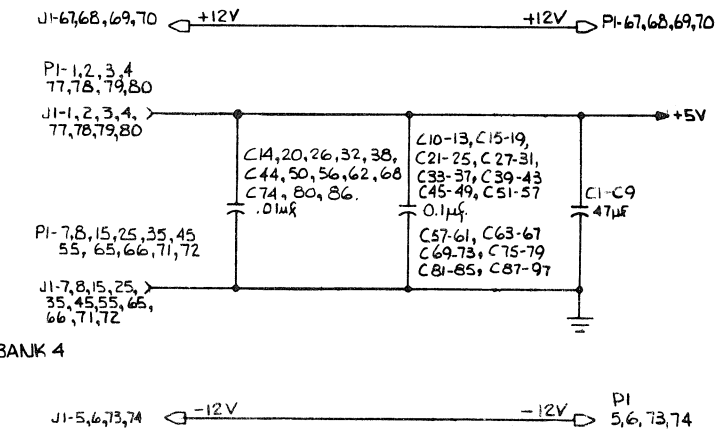 J1-67,68,69,70 +12V +12V P1-67,68,69,70
P1-1,2,3,4
77,78,79,80
J1-1,2,3,4,
77,78,79,80
+5V
C14,20,26,32,38,
C44,50,56,62,68
C74, 80, 86.
.01µf
C10-13, C15-19,
C21-25, C27-31,
C33-37, C39-43
C45-49, C51-57
0.1µf.
C57-61, C63-67
C69-73, C75-79
C81-85, C87-97
C1-C9
47µf
P1-7,8,15,25,35,45
55, 65,66,71,72
J1-7,8,15,25,
35,45,55,65,
66,71,72
BANK 4
J1-5,6,73,74 -12V -12V P1
5,6,73,74